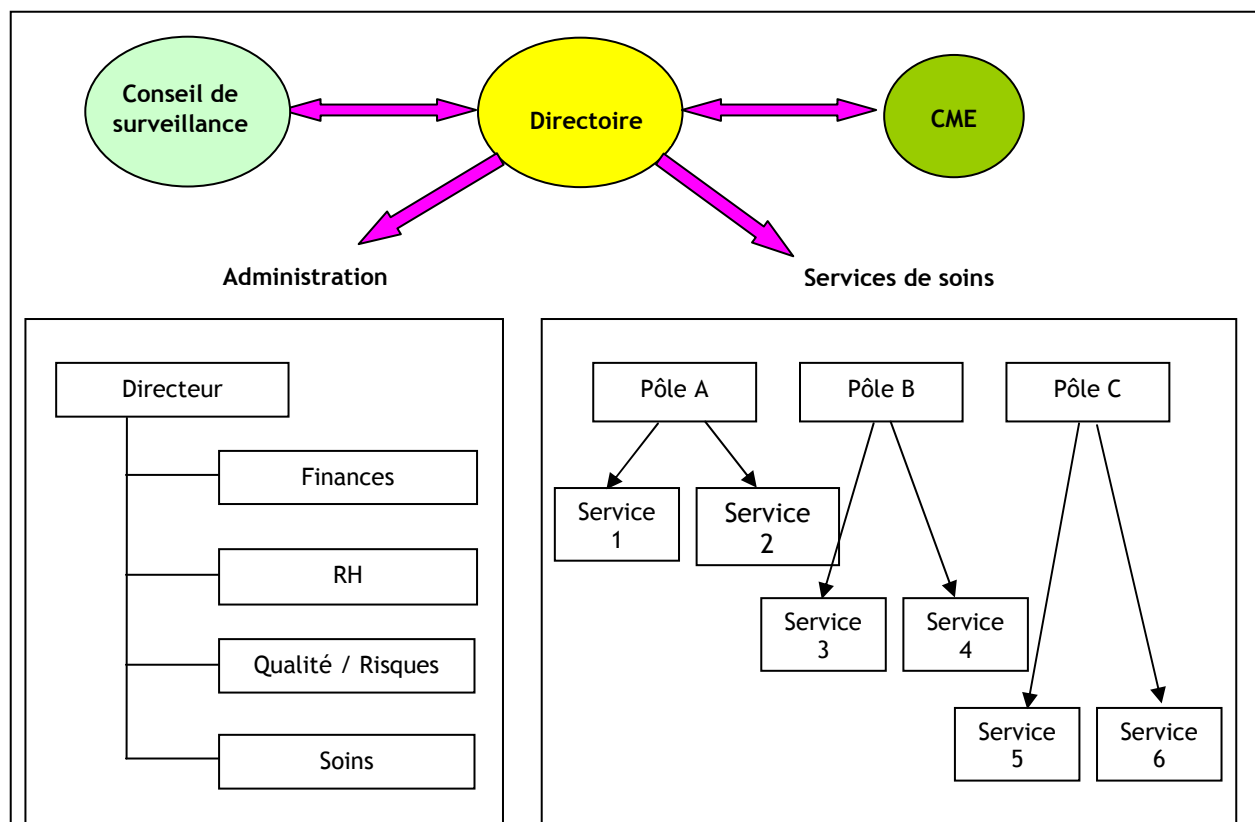 Conseil de
surveillance
Directoire
CME
Administration
Services de soins
Directeur
Finances
RH
Qualité / Risques
Soins
Pôle A
Pôle B
Pôle C
Service
1
Service
2
Service
3
Service
4
Service
5
Service
6